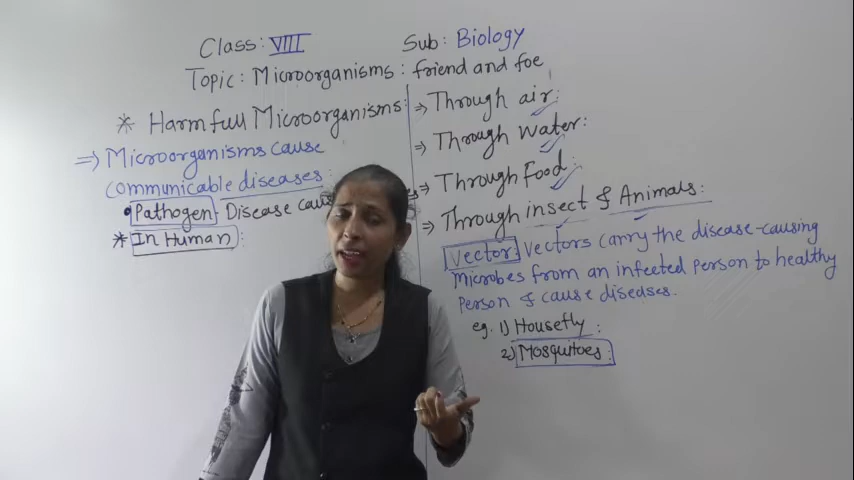 Class: VIII Sub: Biology
Topic: Microorganisms: friend and foe
* Harmfull Microorganisms:
⇒ Microorganisms cause
communicable diseases.
• Pathogen - Disease
* In Human:
⇒ Through air:
⇒ Through water:
⇒ Through Food:
⇒ Through insect & Animals:
Vector: Vectors carry the disease-causing
microbes from an infected person to healthy
person & cause diseases.
eg. 1) Housefly:
2) Mosquitoes: